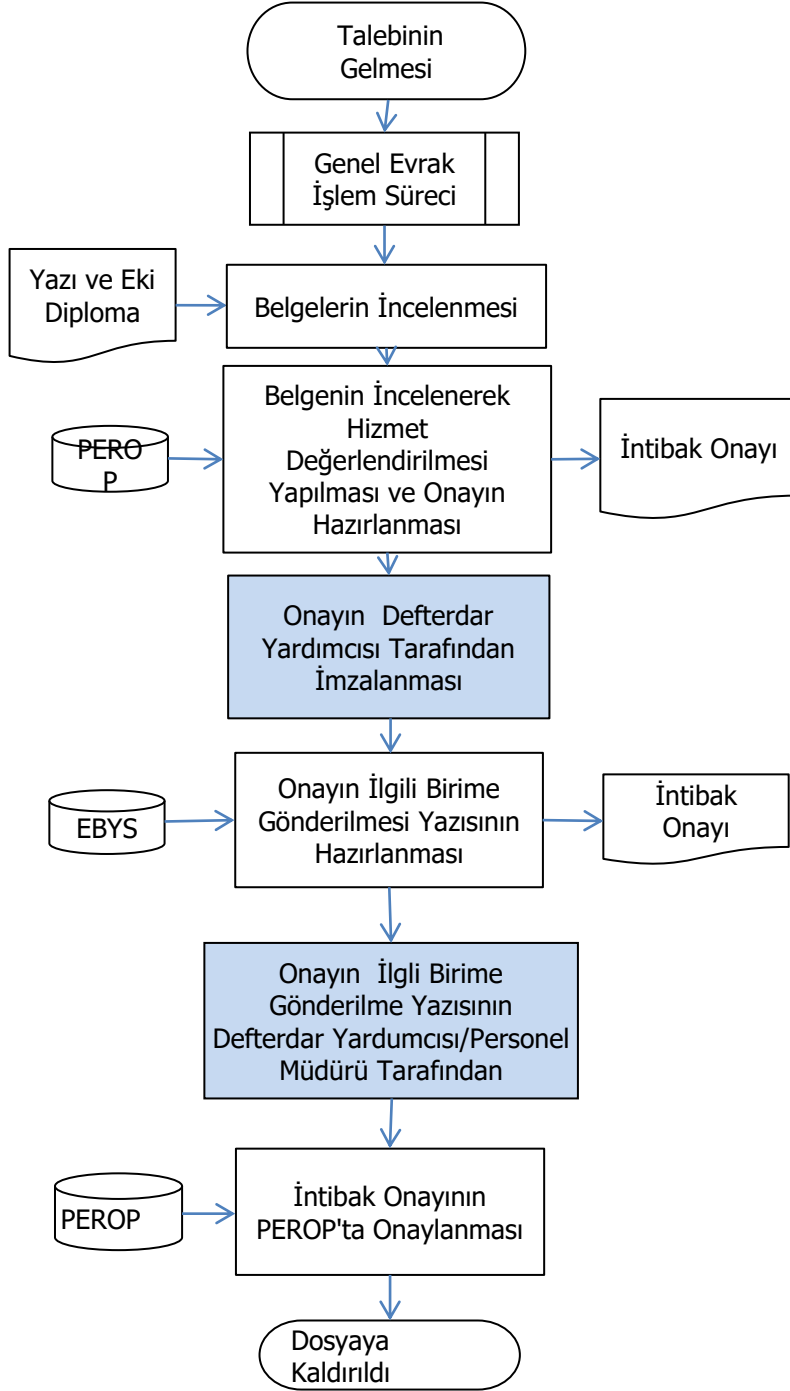 Talebinin
Gelmesi
Genel Evrak
İşlem Süreci
Yazı ve Eki
Diploma
Belgelerin İncelenmesi
Belgenin İncelenerek
Hizmet
Değerlendirilmesi
Yapılması ve Onayın
Hazırlanması
PERO
P
İntibak Onayı
Onayın Defterdar
Yardımcısı Tarafından
İmzalanması
Onayın İlgili Birime
Gönderilmesi Yazısının
Hazırlanması
EBYS
İntibak
Onayı
Onayın İlgli Birime
Gönderilme Yazısının
Defterdar Yardumcısı/Personel
Müdürü Tarafından
İntibak Onayının
PEROP'ta Onaylanması
PEROP
Dosyaya
Kaldırıldı